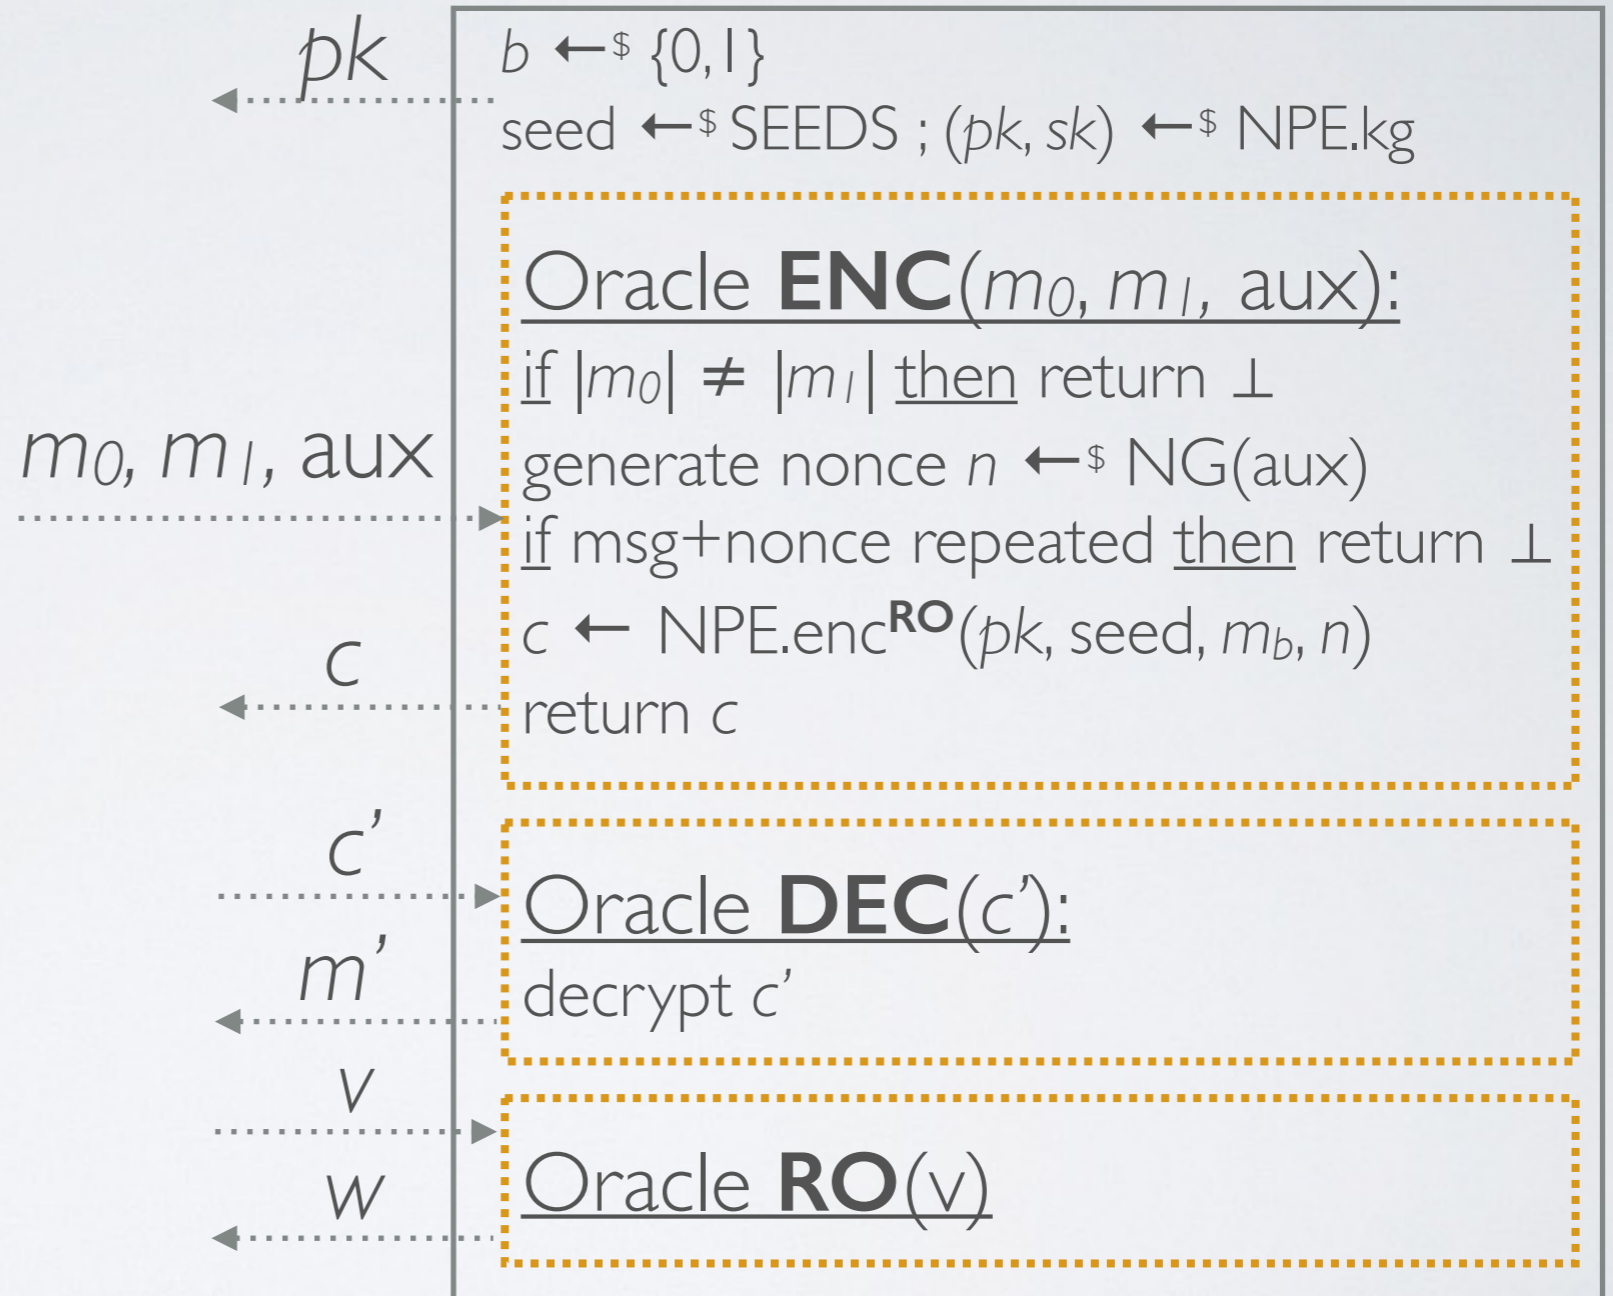 pk
b ←$ {0,1}
seed ←$ SEEDS ; (pk, sk) ←$ NPE.kg
Oracle ENC(m0, m1, aux):
if |m0| ≠ |m1| then return ⊥
m0, m1, aux
generate nonce n ←$ NG(aux)
if msg+nonce repeated then return ⊥
c ← NPE.encRO(pk, seed, mb, n)
c
return c
c’
Oracle DEC(c’):
m’
decrypt c’
v
Oracle RO(v)
w